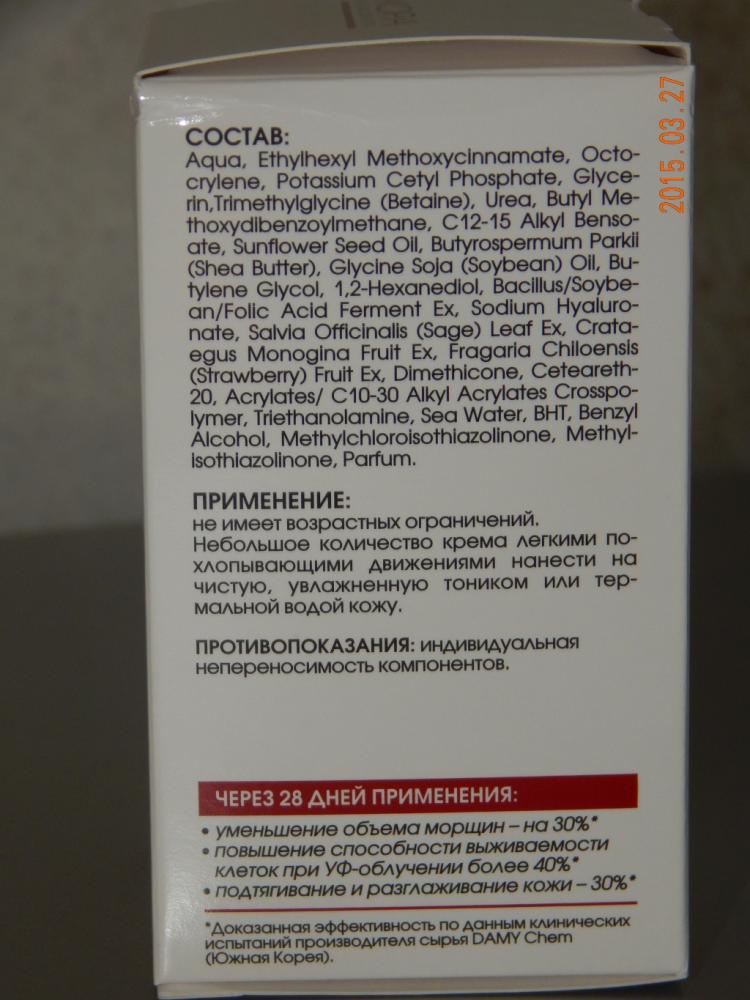 СОСТАВ:
Aqua, Ethylhexyl Methoxycinnamate, Octo-
crylene, Potassium Cetyl Phosphate, Glyce-
rin,Trimethylglycine (Betaine), Urea, Butyl Me-
thoxydibenzoylmethane, C12-15 Alkyl Benso-
ate, Sunflower Seed Oil, Butyrospermum Parkii
(Shea Butter), Glycine Soja (Soybean) Oil, Bu-
tylene Glycol, 1,2-Hexanediol, Bacillus/Soybe-
an/Folic Acid Ferment Ex, Sodium Hyaluro-
nate, Salvia Officinalis (Sage) Leaf Ex, Crata-
egus Monogina Fruit Ex, Fragaria Chiloensis
(Strawberry) Fruit Ex, Dimethicone, Ceteareth-
20, Acrylates/ C10-30 Alkyl Acrylates Crosspo-
lymer, Triethanolamine, Sea Water, BHT, Benzyl
Alcohol, Methylchloroisothiazolinone, Methyl-
isothiazolinone, Parfum.
ПРИМЕНЕНИЕ:
не имеет возрастных ограничений.
Небольшое количество крема легкими по-
хлопывающими движениями нанести на
чистую, увлажненную тоником или тер-
мальной водой кожу.
ПРОТИВОПОКАЗАНИЯ: индивидуальная
непереносимость компонентов.
ЧЕРЕЗ 28 ДНЕЙ ПРИМЕНЕНИЯ:
• уменьшение объема морщин – на 30%*
• повышение способности выживаемости
клеток при УФ-облучении более 40%*
• подтягивание и разглаживание кожи – 30%*
*Доказанная эффективность по данным клинических
испытаний производителя сырья DAMY Chem
(Южная Корея).
2015.03.27